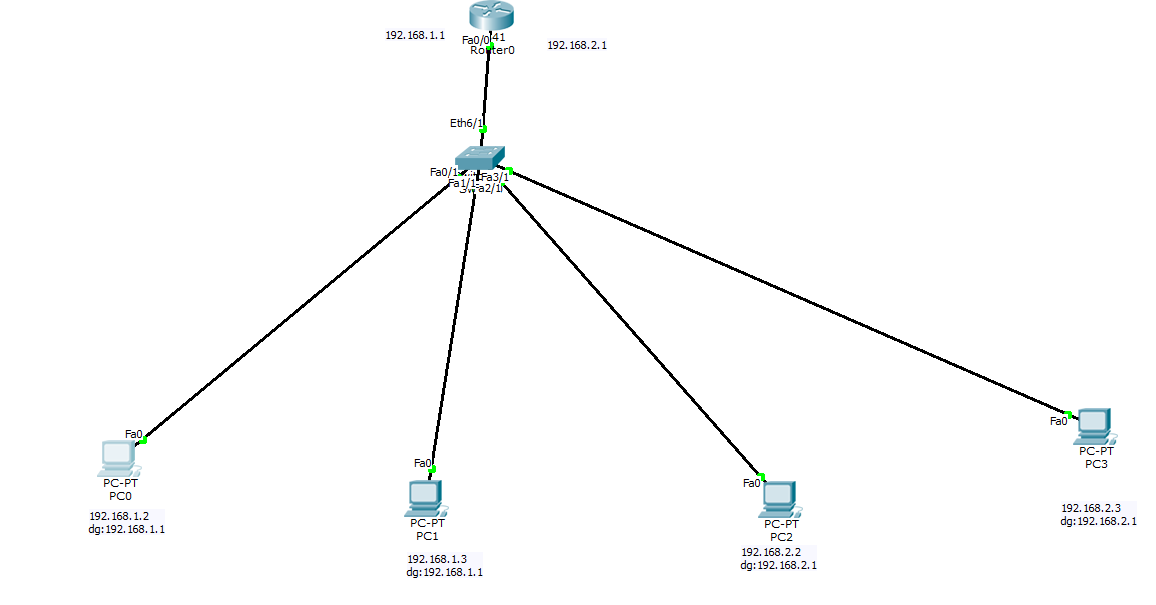 192.168.1.1
Fa0/0
41
Router0
192.168.2.1
Eth6/1
Fa0/1
Fa3/1
Fa1/1
Fa2/1
Fa0
PC-PT
PC0
192.168.1.2
dg:192.168.1.1
Fa0
PC-PT
PC1
192.168.1.3
dg:192.168.1.1
Fa0
PC-PT
PC2
192.168.2.2
dg:192.168.2.1
Fa0
PC-PT
PC3
192.168.2.3
dg:192.168.2.1